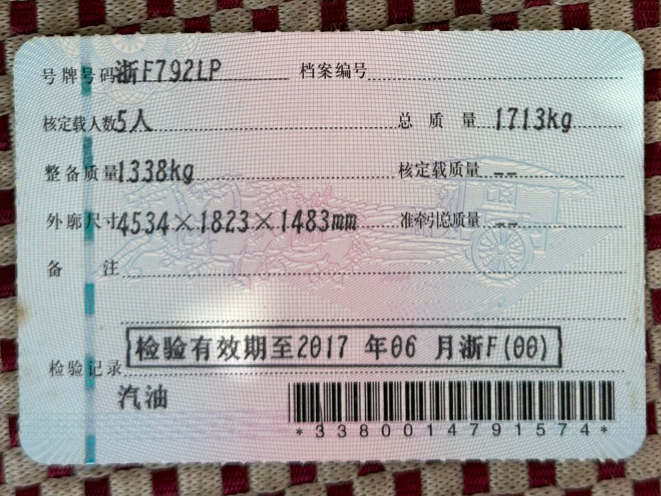 号牌号码 浙F792LP 档案编号
核定载人数 5人 总质量 1713kg
整备质量 1338kg 核定载质量 --
外廓尺寸 4534×1823×1483mm 准牵引总质量 --
备注
检验有效期至2017 年06 月浙F(00)
检验记录
汽油
*3380014791574*